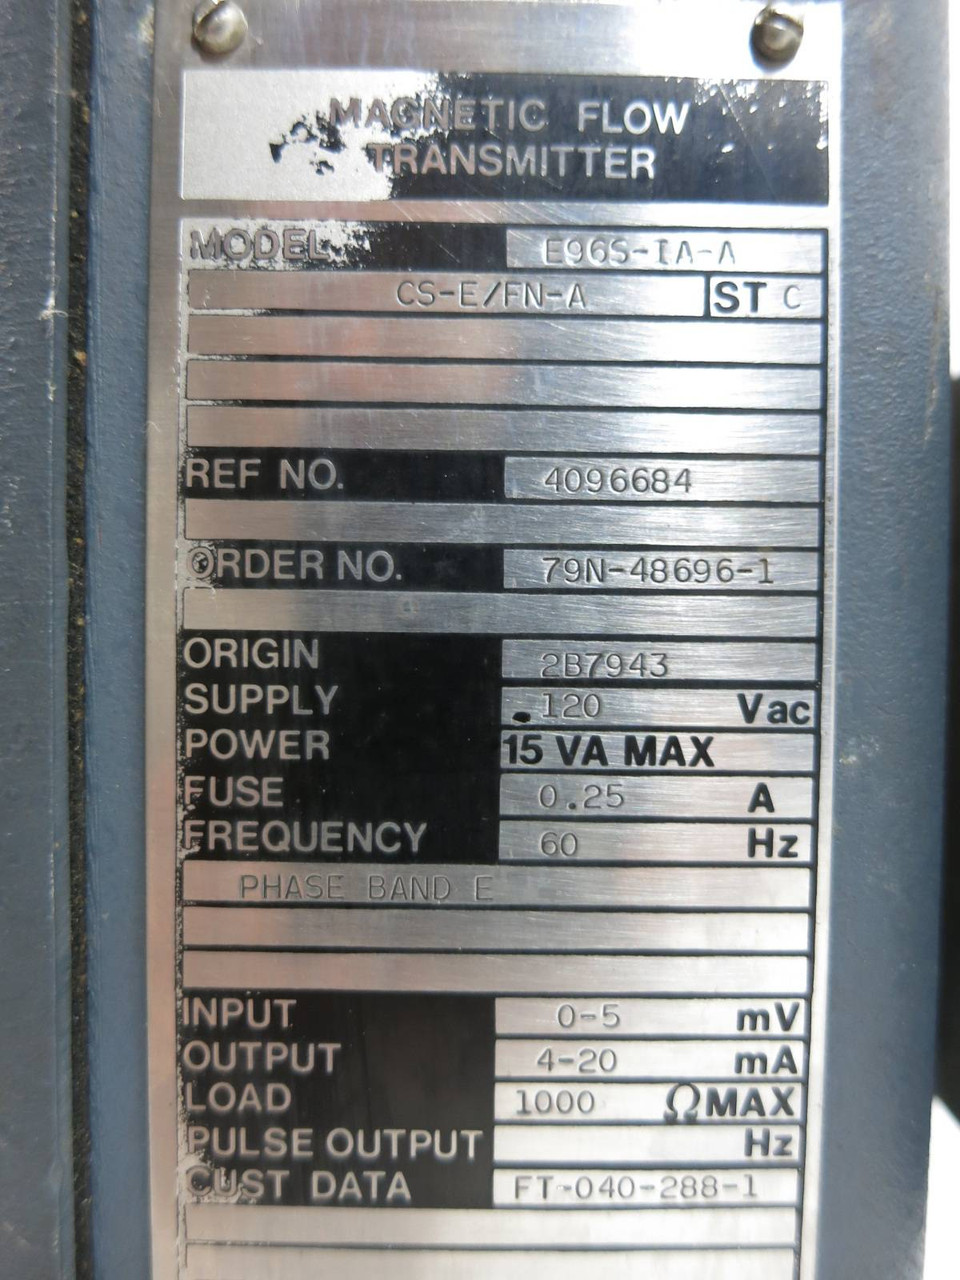 MAGNETIC FLOW
TRANSMITTER
MODEL E96S-IA-A
CS-E/FN-A ST C
REF NO. 4096684
ORDER NO. 79N-48696-1
ORIGIN 2B7943
SUPPLY 120 Vac
POWER 15 VA MAX
FUSE 0.25 A
FREQUENCY 60 Hz
PHASE BAND E
INPUT 0-5 mV
OUTPUT 4-20 mA
LOAD 1000 ΩMAX
PULSE OUTPUT Hz
CUST DATA FT-040-288-1